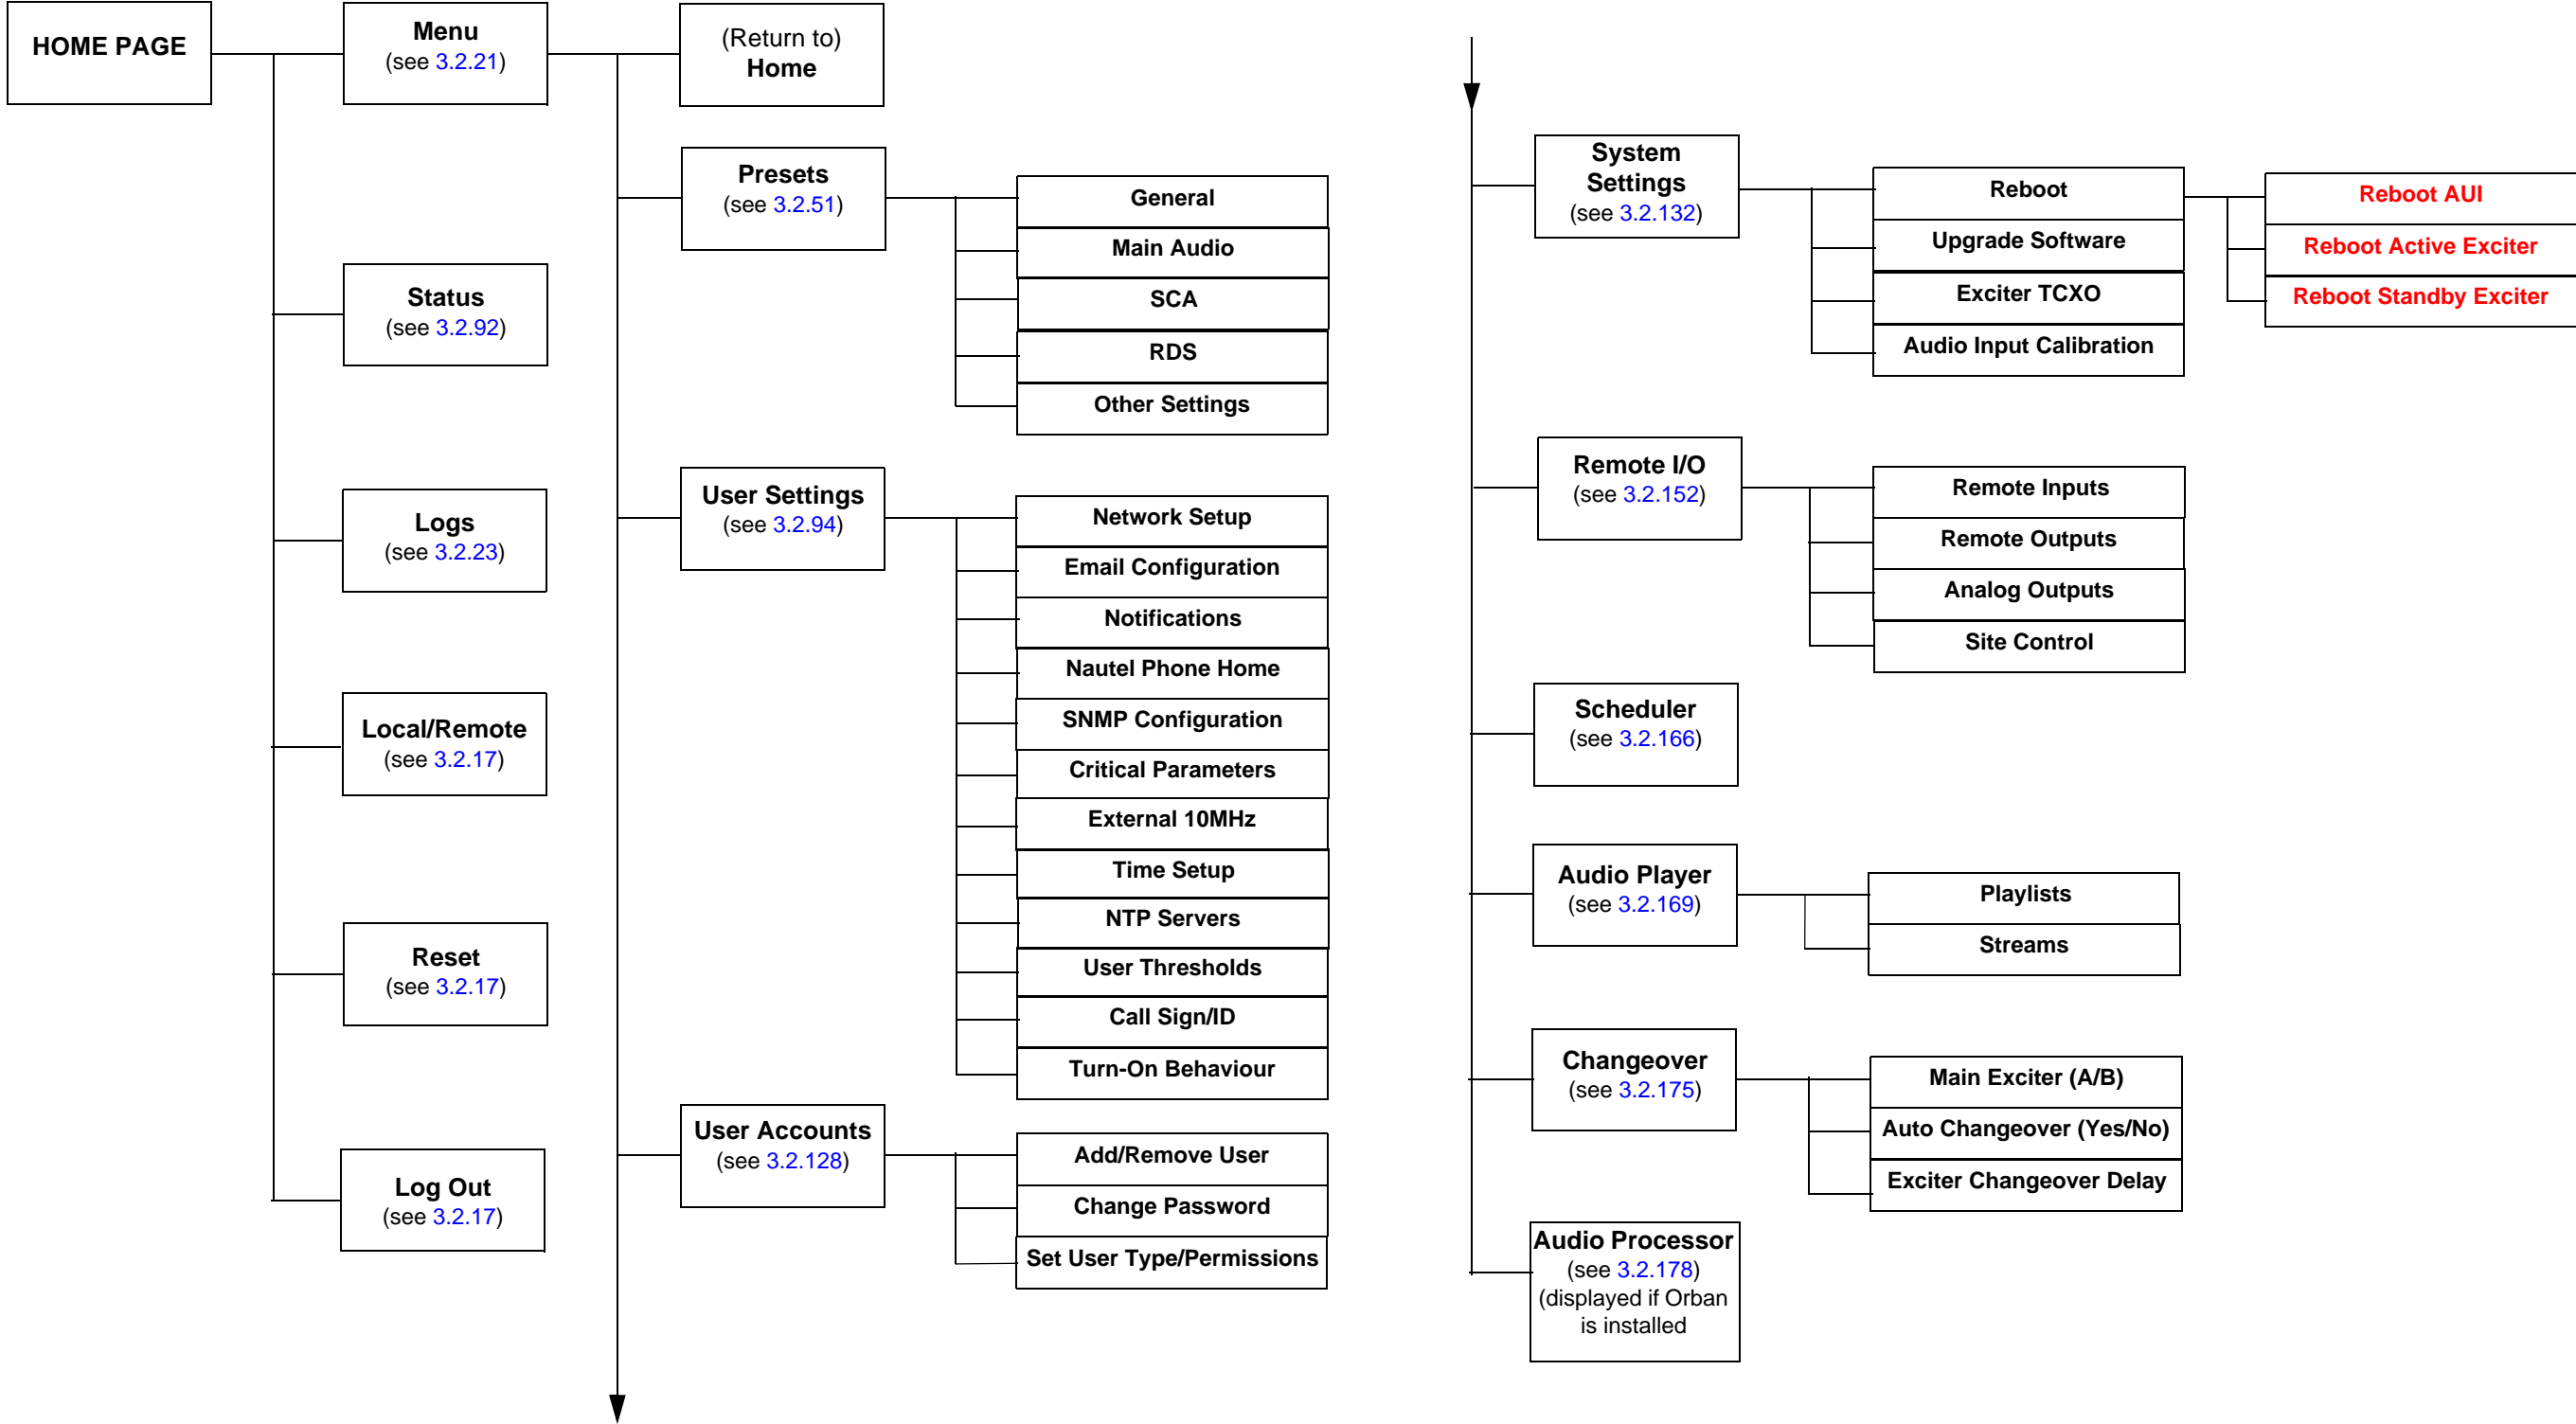 HOME PAGE
Menu
(see 3.2.21)
Status
(see 3.2.92)
Logs
(see 3.2.23)
Local/Remote
(see 3.2.17)
Reset
(see 3.2.17)
Log Out
(see 3.2.17)
(Return to)
Home
Presets
(see 3.2.51)
General
Main Audio
SCA
RDS
Other Settings
User Settings
(see 3.2.94)
Network Setup
Email Configuration
Notifications
Nautel Phone Home
SNMP Configuration
Critical Parameters
External 10MHz
Time Setup
NTP Servers
User Thresholds
Call Sign/ID
Turn-On Behaviour
User Accounts
(see 3.2.128)
Add/Remove User
Change Password
Set User Type/Permissions
System
Settings
(see 3.2.132)
Reboot
Upgrade Software
Exciter TCXO
Audio Input Calibration
Reboot AUI
Reboot Active Exciter
Reboot Standby Exciter
Remote I/O
(see 3.2.152)
Remote Inputs
Remote Outputs
Analog Outputs
Site Control
Scheduler
(see 3.2.166)
Audio Player
(see 3.2.169)
Playlists
Streams
Changeover
(see 3.2.175)
Main Exciter (A/B)
Auto Changeover (Yes/No)
Exciter Changeover Delay
Audio Processor
(see 3.2.178)
(displayed if Orban
is installed